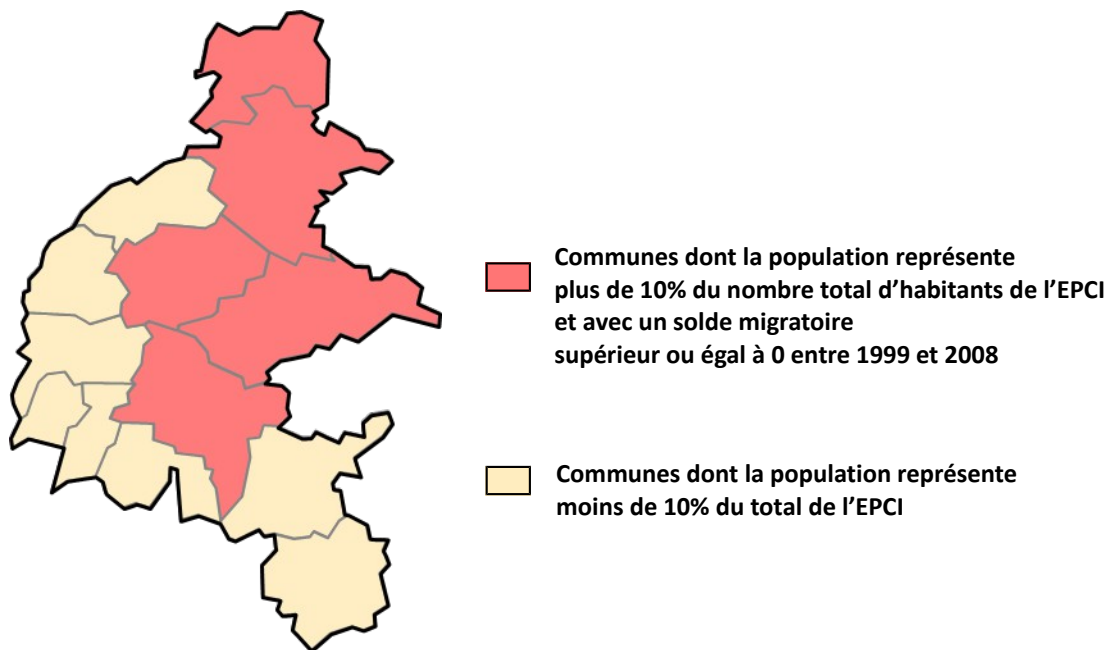 Communes dont la population représente
plus de 10% du nombre total d’habitants de l’EPCI
et avec un solde migratoire
supérieur ou égal à 0 entre 1999 et 2008
Communes dont la population représente
moins de 10% du total de l’EPCI